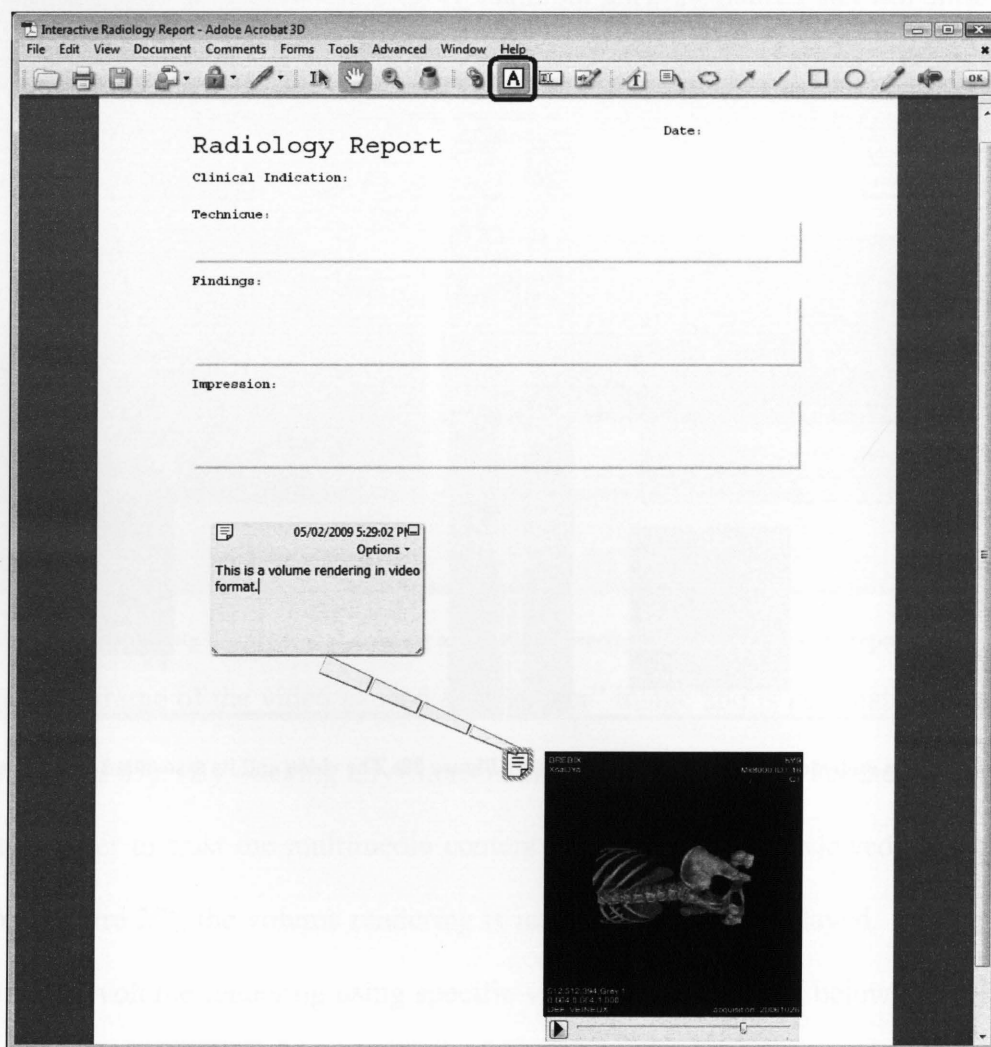 Interactive Radiology Report - Adobe Acrobat 3D
File Edit View Document Comments Forms Tools Advanced Window Help
A
OK
Date:
Radiology Report
Clinical Indication:
Technique:
Findings:
Impression:
05/02/2009 5:29:02 PM
Options
This is a volume rendering in video
format.